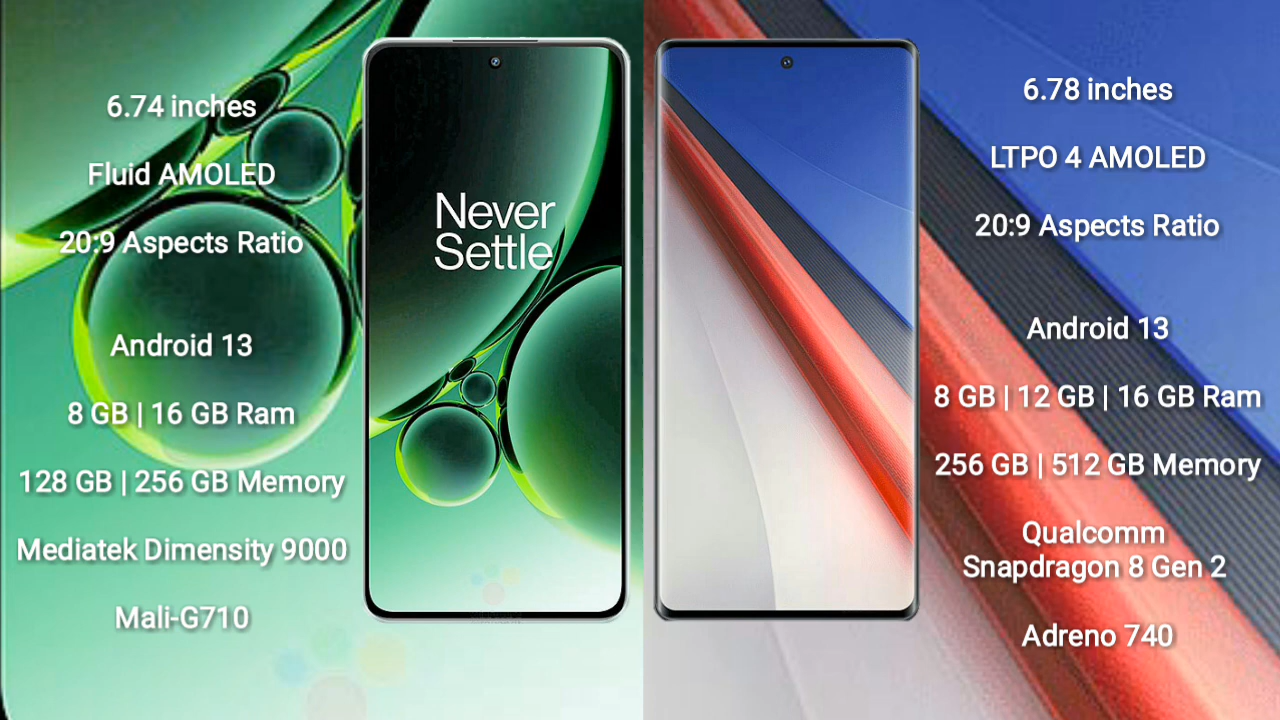 6.74 inches
Fluid AMOLED
20:9 Aspects Ratio
Android 13
8 GB | 16 GB Ram
128 GB | 256 GB Memory
Mediatek Dimensity 9000
Mali-G710
Never
Settle
6.78 inches
LTPO 4 AMOLED
20:9 Aspects Ratio
Android 13
8 GB | 12 GB | 16 GB Ram
256 GB | 512 GB Memory
Qualcomm
Snapdragon 8 Gen 2
Adreno 740